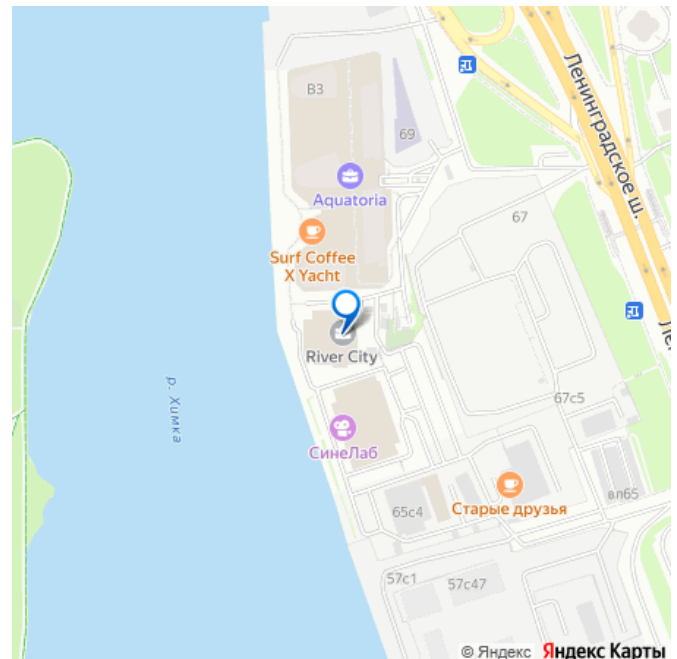 В3
69
Ленинградское ш.
Aquatoria
67
Surf Coffee
X Yacht
River City
р. Химка
67с5
СинеЛаб
вл65
Старые друзья
65с4
57с1
57с47
© Яндекс Яндекс Карты